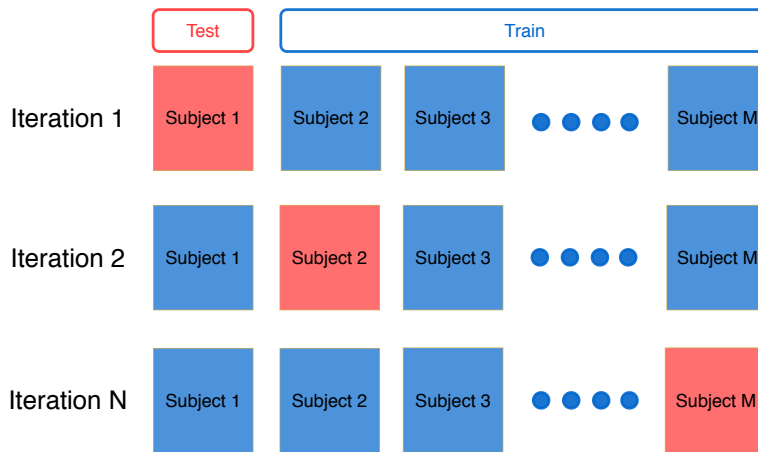 Test Train
Iteration 1 Subject 1 Subject 2 Subject 3 Subject M
Iteration 2 Subject 1 Subject 2 Subject 3 Subject M
Iteration N Subject 1 Subject 2 Subject 3 Subject M